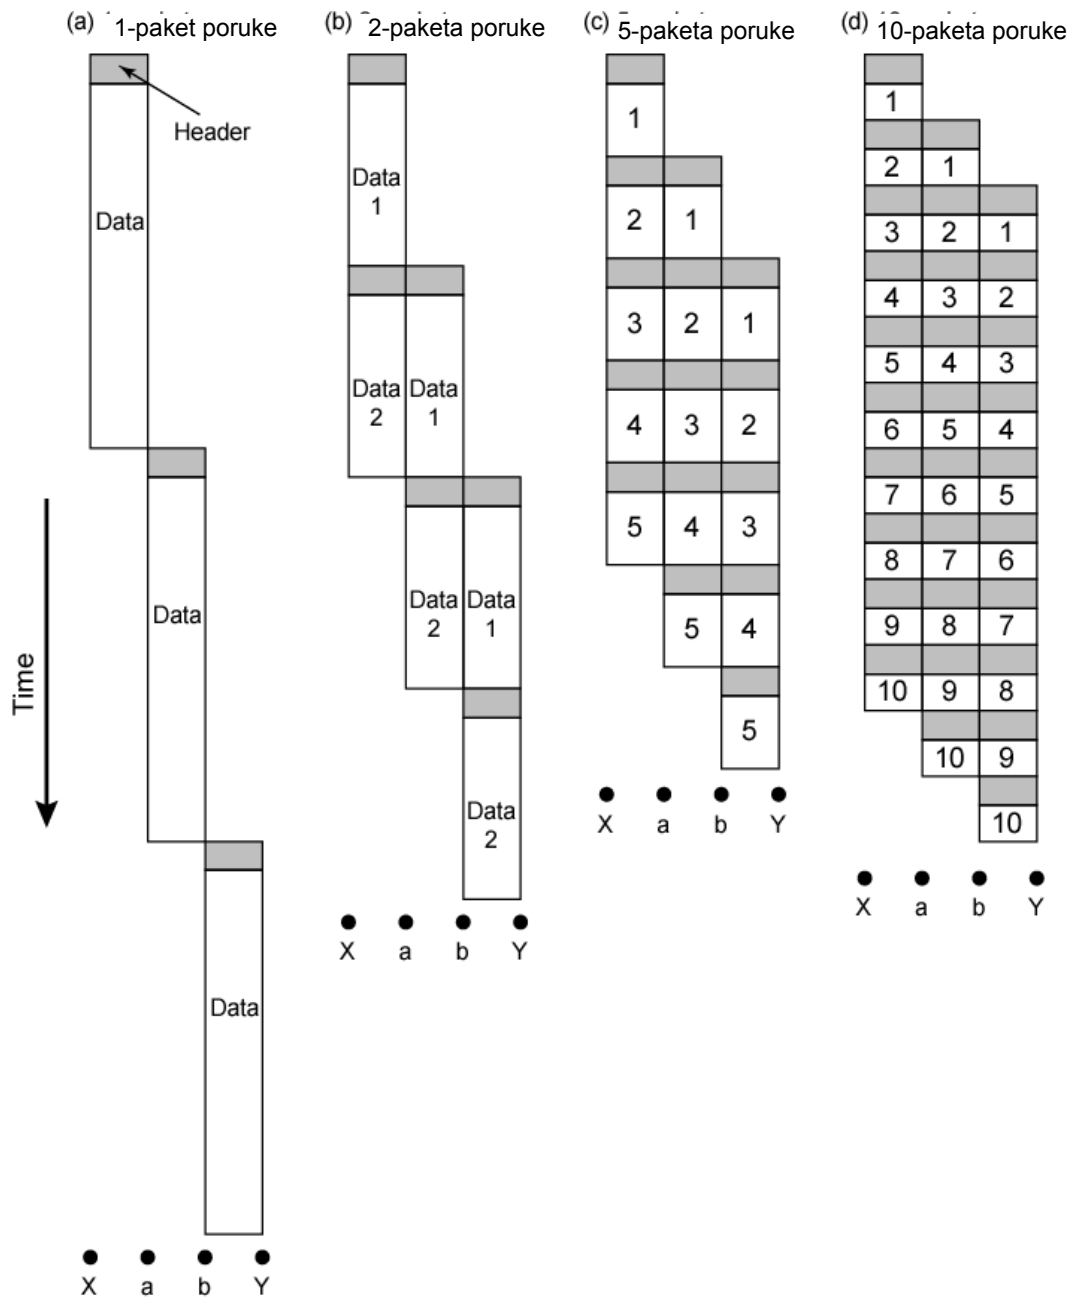 (a) 1-paket poruke
Header
Data
Data
Data
Time
X a b Y
(b) 2-paketa poruke
Data
1
Data
2
Data
1
Data
2
Data
1
Data
2
X a b Y
(c) 5-paketa poruke
1
2 1
3 2 1
4 3 2
5 4 3
5 4
5
X a b Y
(d) 10-paketa poruke
1
2 1
3 2 1
4 3 2
5 4 3
6 5 4
7 6 5
8 7 6
9 8 7
10 9 8
10 9
10
X a b Y